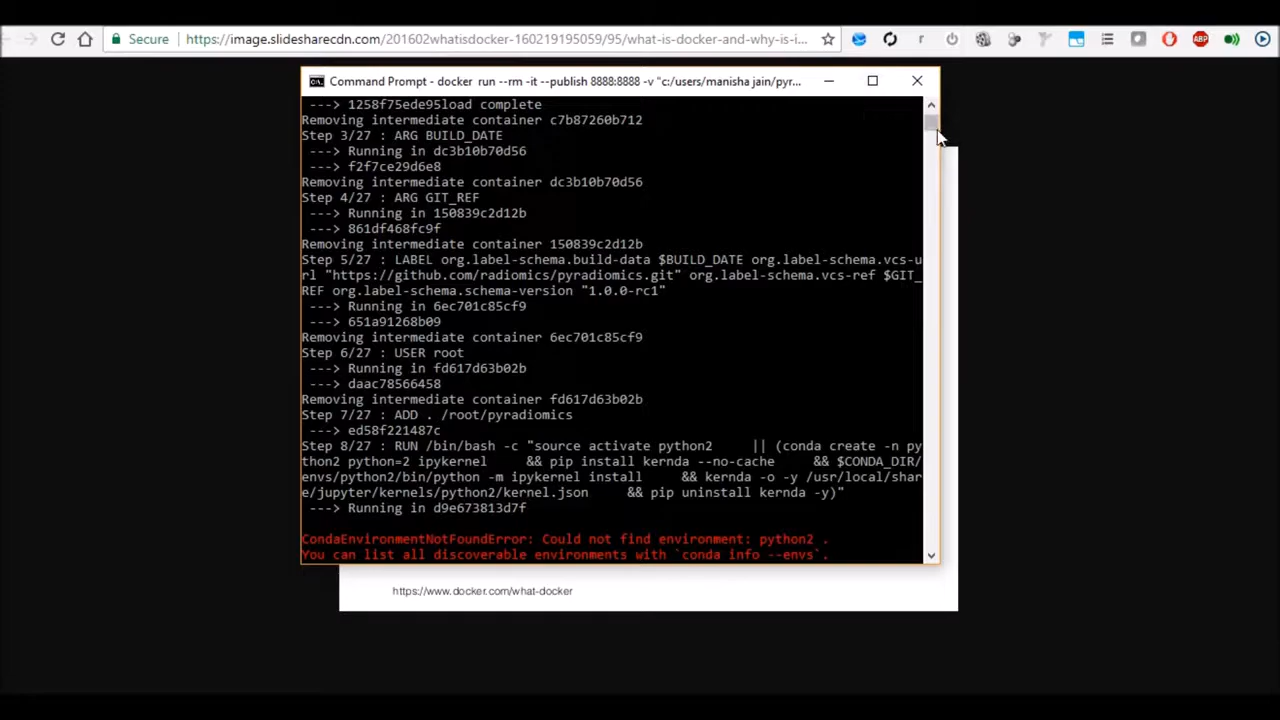 Secure
https://image.slidesharecdn.com/201602whatisdocker-160219195059/95/what-is-docker-and-why-is-i...
r
ABP
Command Prompt - docker run --rm -it --publish 8888:8888 -v "c:/users/manisha jain/pyr...
---> 1258f75ede95load complete
Removing intermediate container c7b87260b712
Step 3/27 : ARG BUILD_DATE
---> Running in dc3b10b70d56
---> f2f7ce29d6e8
Removing intermediate container dc3b10b70d56
Step 4/27 : ARG GIT_REF
---> Running in 150839c2d12b
---> 861df468fc9f
Removing intermediate container 150839c2d12b
Step 5/27 : LABEL org.label-schema.build-data $BUILD_DATE org.label-schema.vcs-u
rl "https://github.com/radiomics/pyradiomics.git" org.label-schema.vcs-ref $GIT_
REF org.label-schema.schema-version "1.0.0-rc1"
---> Running in 6ec701c85cf9
---> 651a91268b09
Removing intermediate container 6ec701c85cf9
Step 6/27 : USER root
---> Running in fd617d63b02b
---> daac78566458
Removing intermediate container fd617d63b02b
Step 7/27 : ADD . /root/pyradiomics
---> ed58f221487c
Step 8/27 : RUN /bin/bash -c "source activate python2     || (conda create -n py
thon2 python=2 ipykernel     && pip install kernda --no-cache     && $CONDA_DIR/
envs/python2/bin/python -m ipykernel install     && kernda -o -y /usr/local/shar
e/jupyter/kernels/python2/kernel.json     && pip uninstall kernda -y)"
---> Running in d9e673813d7f
CondaEnvironmentNotFoundError: Could not find environment: python2 .
You can list all discoverable environments with `conda info --envs`.
https://www.docker.com/what-docker